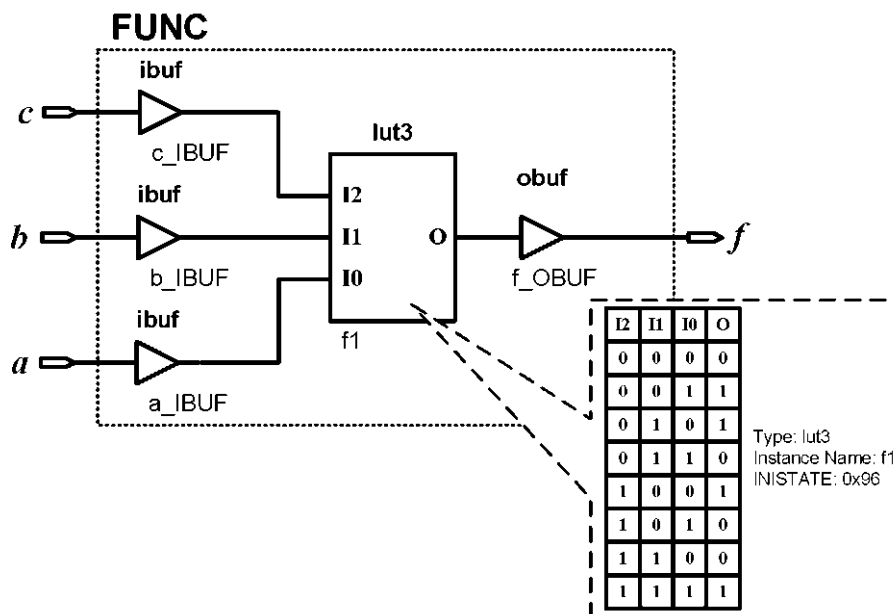 FUNC
ibuf
c
c_IBUF
lut3
I2
ibuf
obuf
b
I1
O
f
b_IBUF
f_OBUF
I0
ibuf
f1
a
a_IBUF
I2 I1 I0 O
0 0 0 0
0 0 1 1
0 1 0 1
0 1 1 0
1 0 0 1
1 0 1 0
1 1 0 0
1 1 1 1
Type: lut3
Instance Name: f1
INISTATE: 0x96